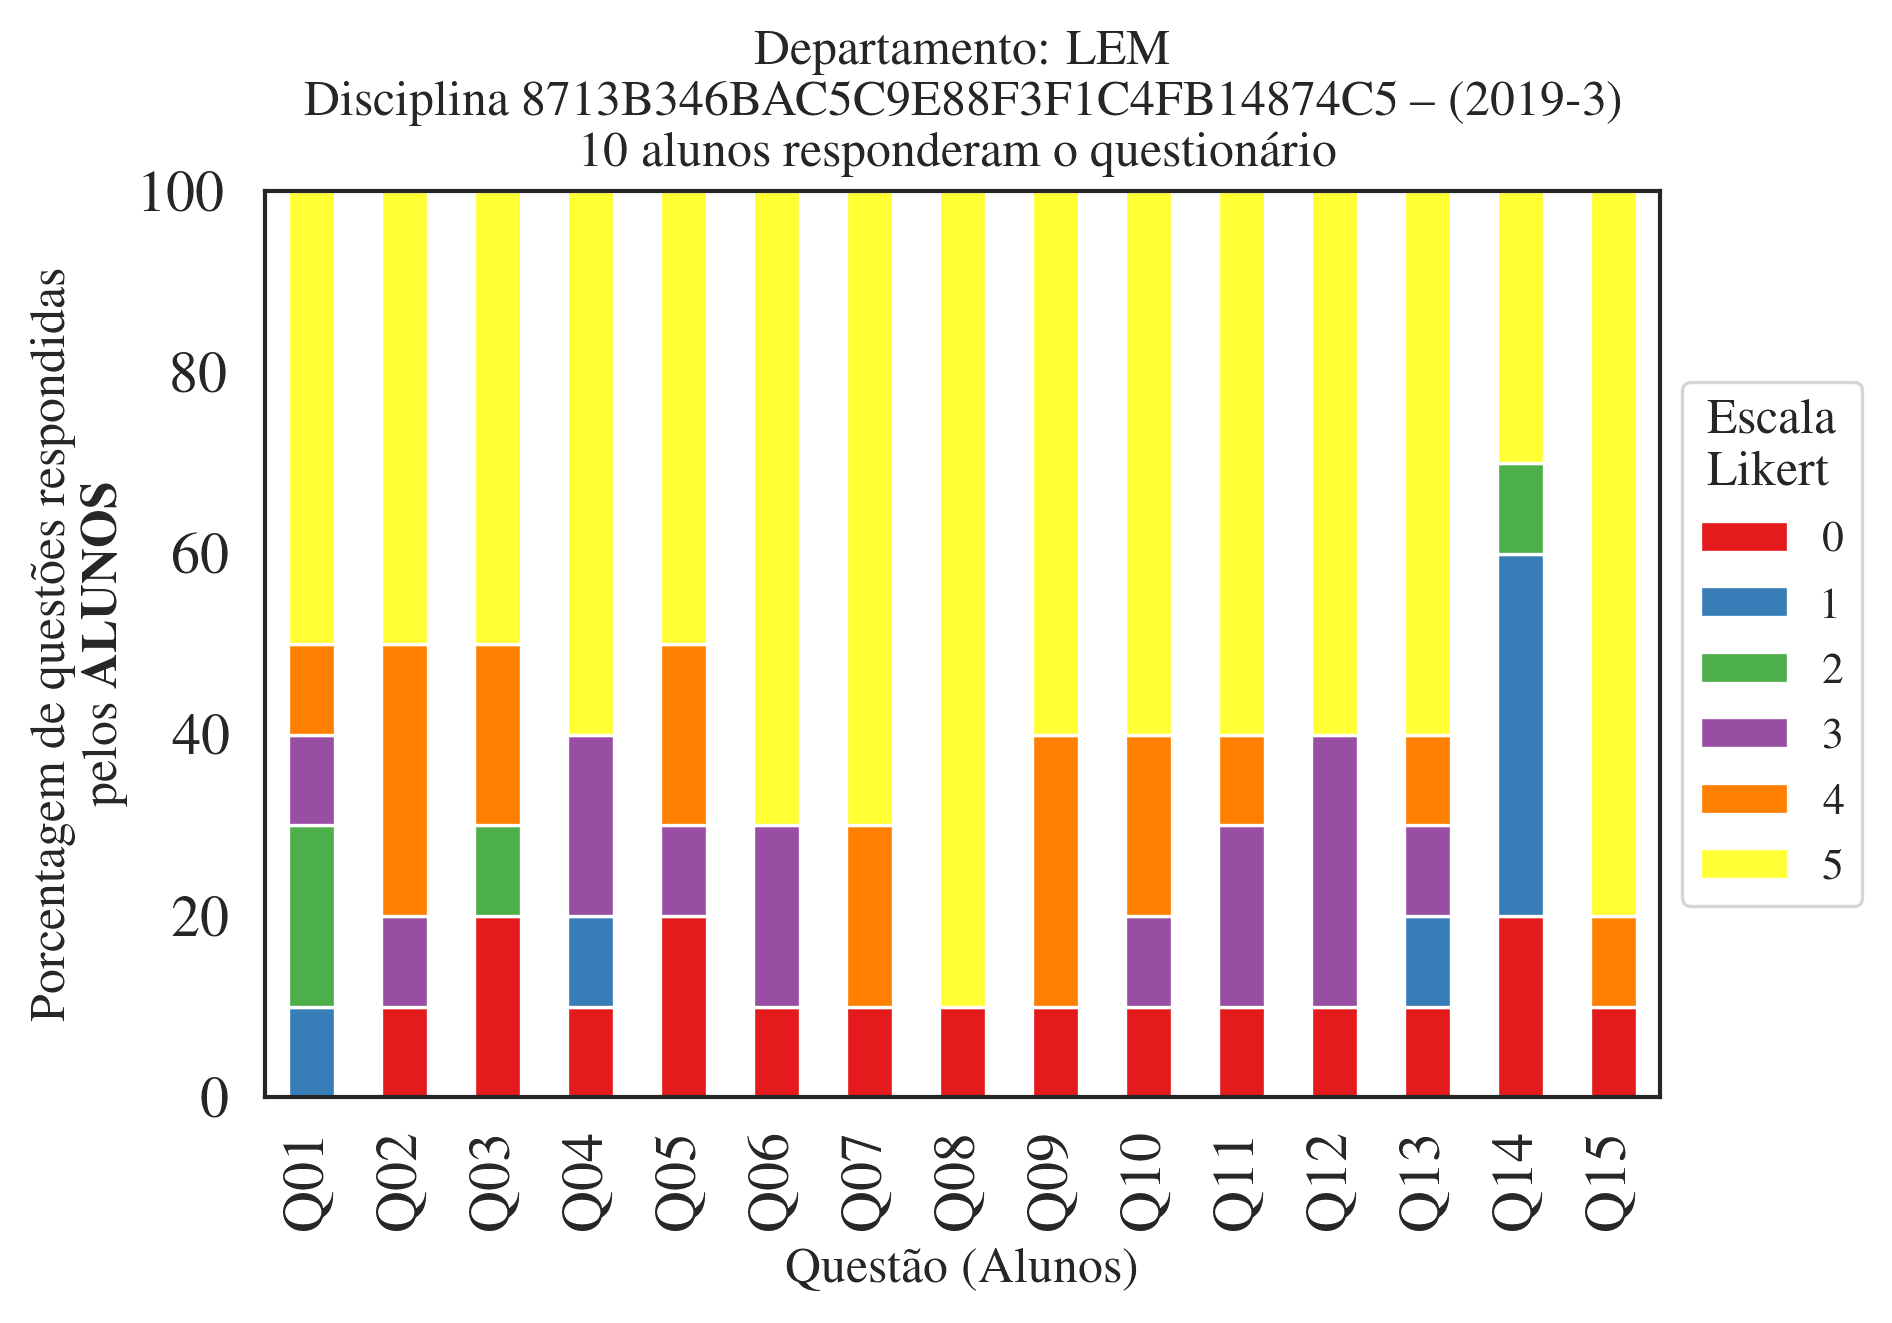 Departamento: LEM
Disciplina 8713B346BAC5C9E88F3F1C4FB14874C5 – (2019-3)
10 alunos responderam o questionário
Porcentagem de questões respondidas
pelos ALUNOS
100
80
60
40
20
0
Q01
Q02
Q03
Q04
Q05
Q06
Q07
Q08
Q09
Q10
Q11
Q12
Q13
Q14
Q15
Questão (Alunos)
Escala
Likert
0
1
2
3
4
5